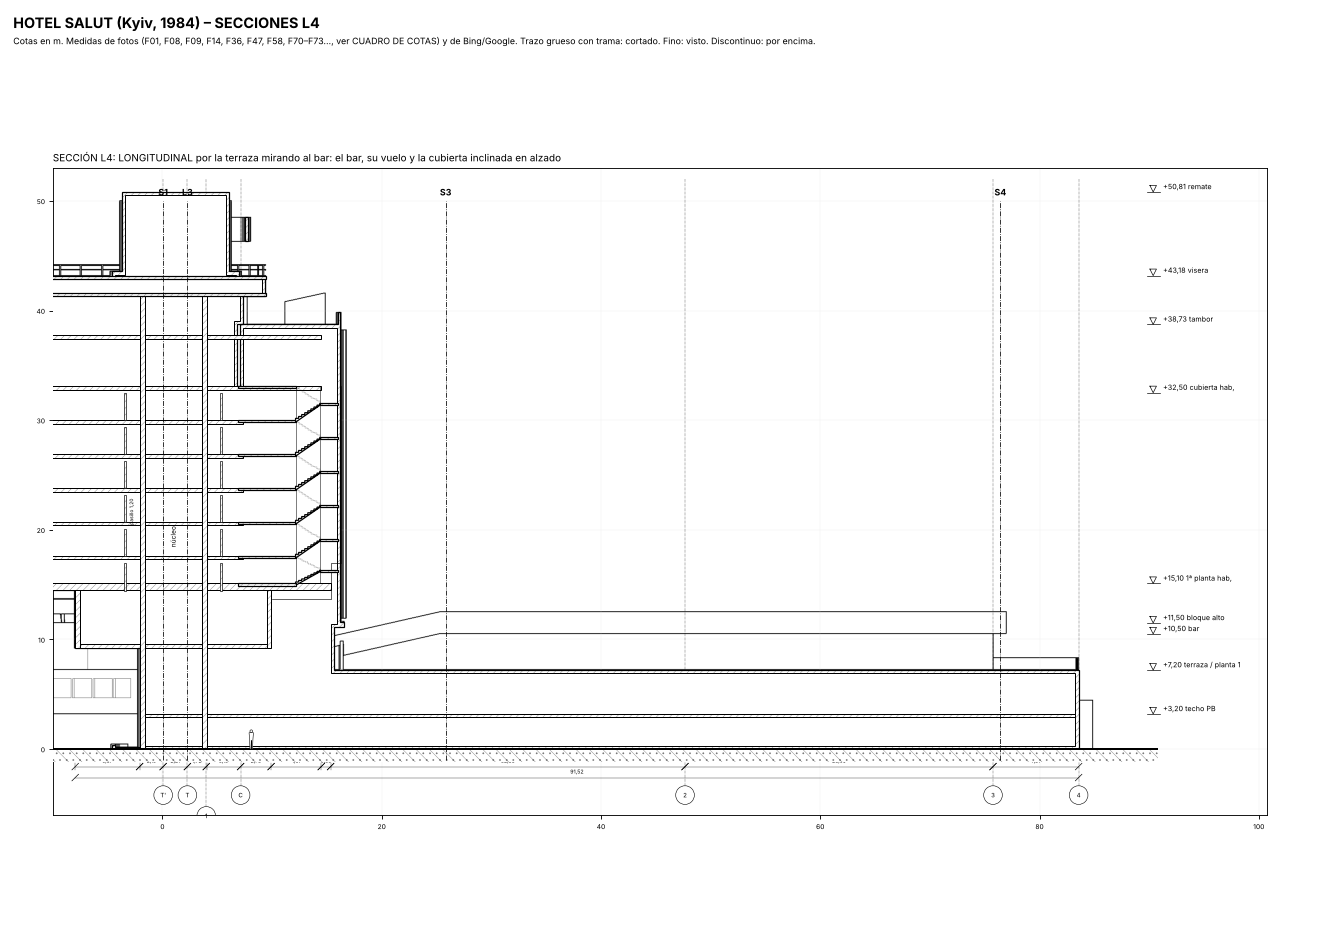 HOTEL SALUT (Kyiv, 1984) – SECCIONES L4
Cotas en m. Medidas de fotos (F01, F08, F09, F14, F36, F47, F58, F70–F73..., ver CUADRO DE COTAS) y de Bing/Google. Trazo grueso con trama: cortado. Fino: visto. Discontinuo: por encima.
SECCIÓN L4: LONGITUDINAL por la terraza mirando al bar: el bar, su vuelo y la cubierta inclinada en alzado
S1 L3 S3 S4
+50,81 remate
+43,18 visera
+38,73 tambor
+32,50 cubierta hab,
+15,10 1ª planta hab,
+11,50 bloque alto
+10,50 bar
+7,20 terraza / planta 1
+3,20 techo PB
50
40
30
20
10
0
núcleo
91,52
T' T C 2 3 4
1
0 20 40 60 80 100